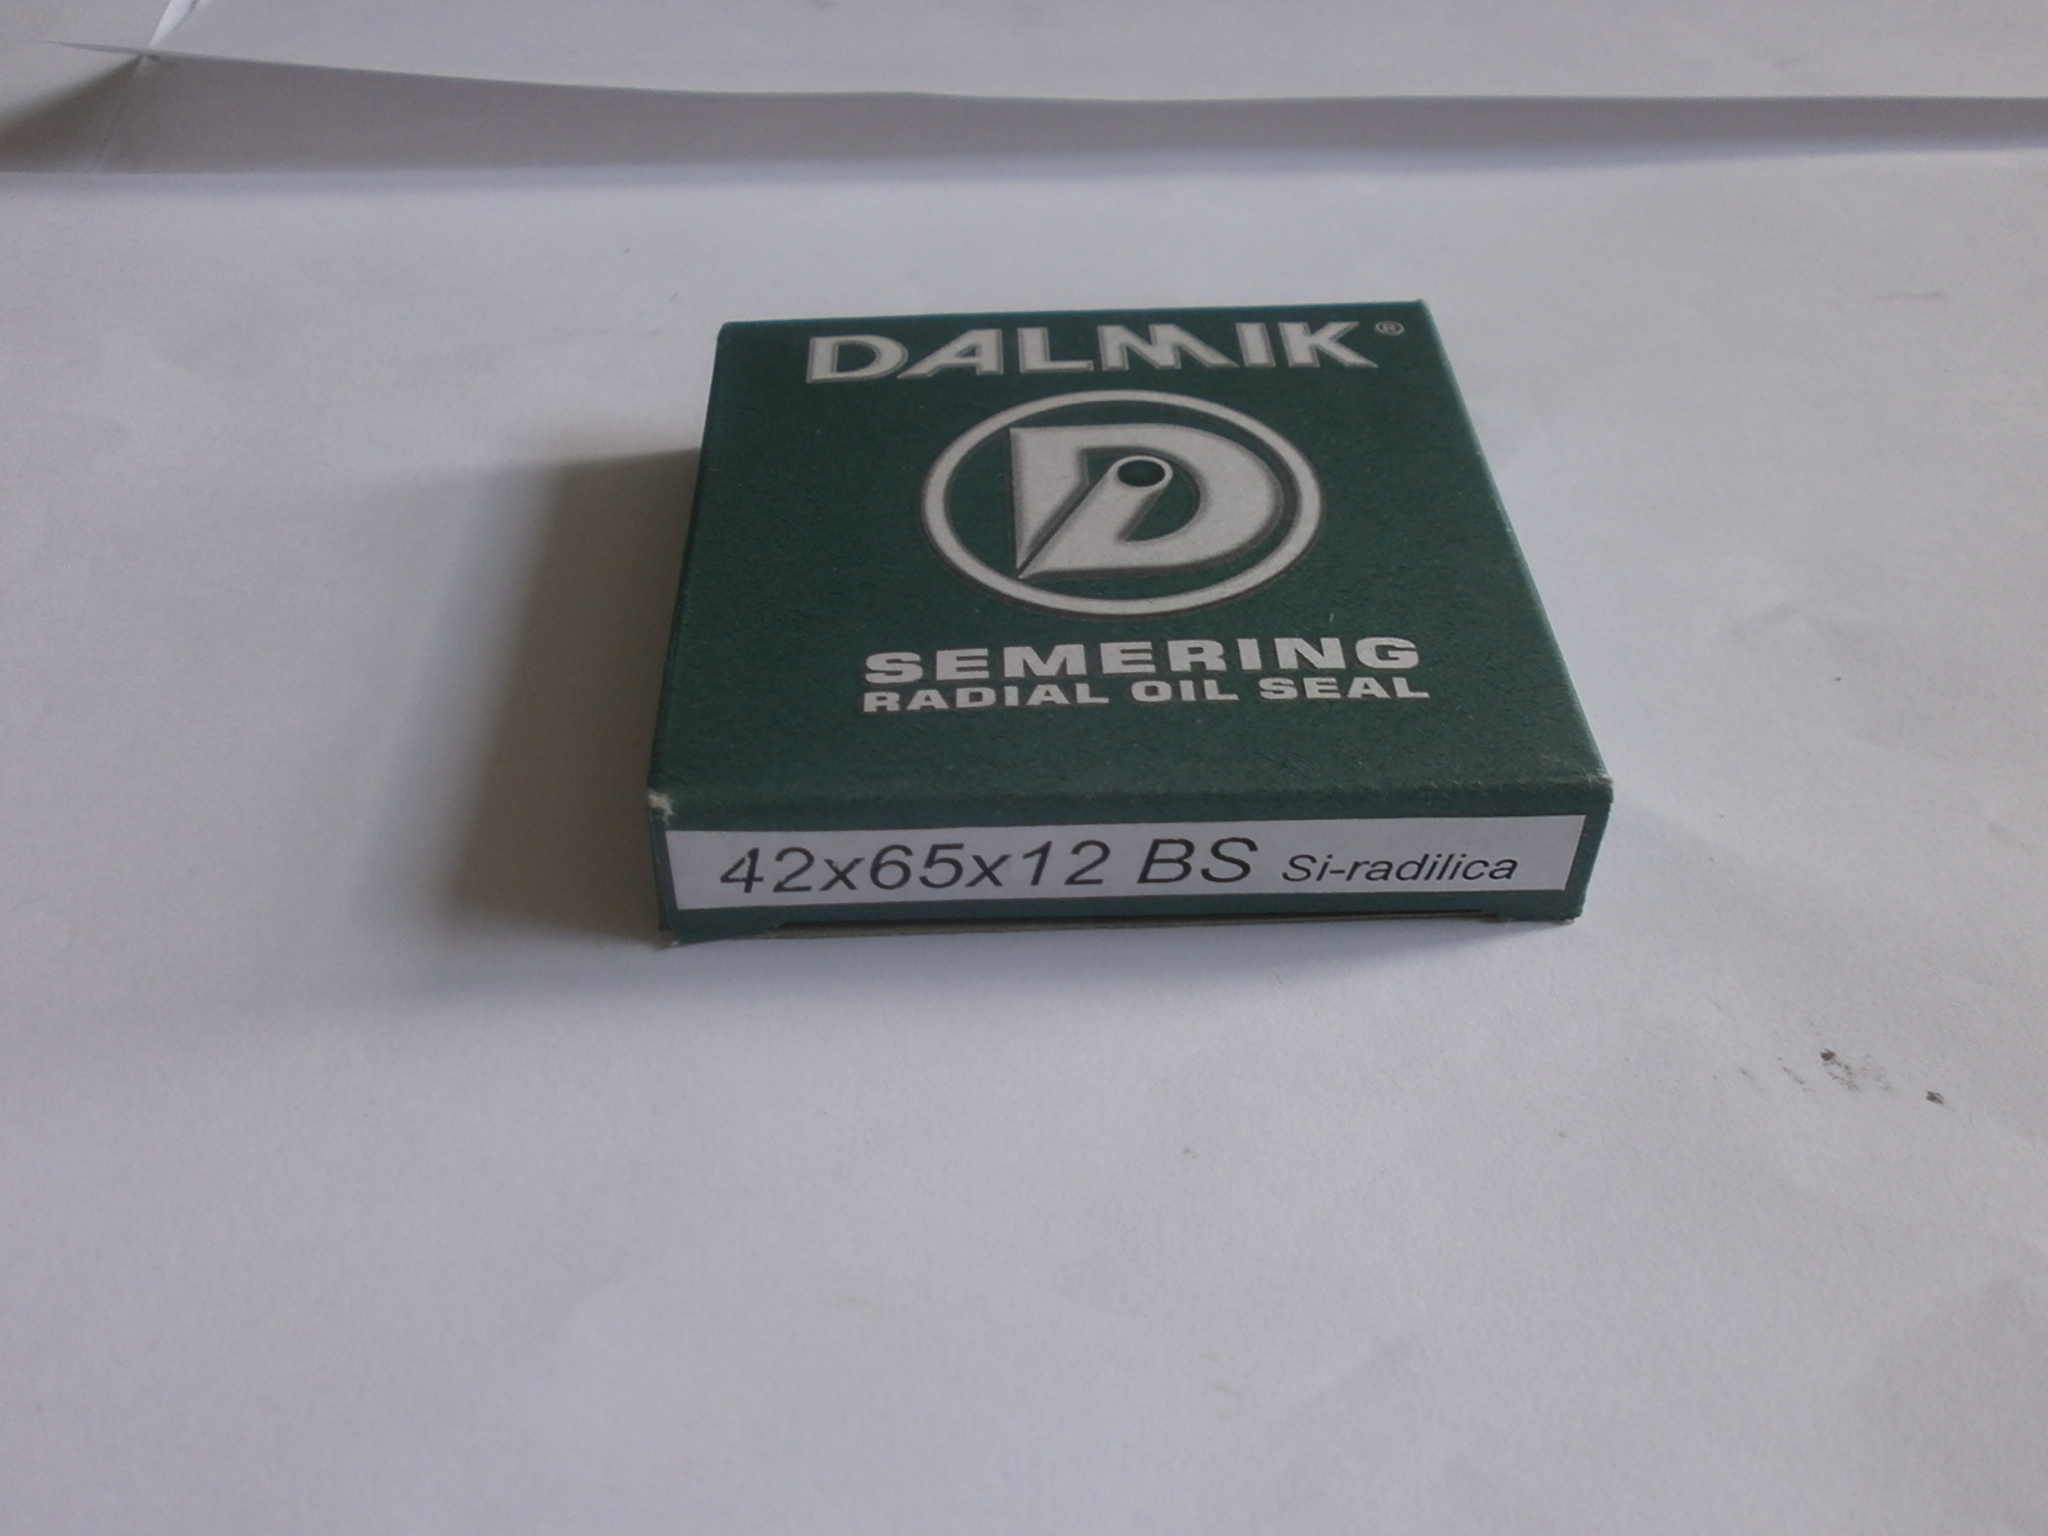 DALMIK®
D
SEMERING
RADIAL OIL SEAL
42x65x12 BS Si-radilica